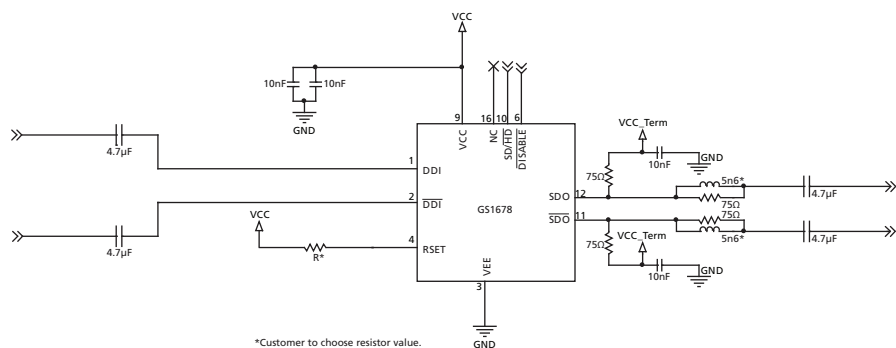 VCC
10nF 10nF
GND
9 16 10 6
VCC NC SD/HD DISABLE
4.7µF
1 DDI
2 DDI
4.7µF
VCC
R*
4 RSET
GS1678
VEE
3
GND
VCC_Term
10nF
GND
75Ω
SDO 12
5n6*
75Ω
4.7µF
SDO 11
75Ω
5n6*
4.7µF
75Ω
VCC_Term
10nF
GND
*Customer to choose resistor value.